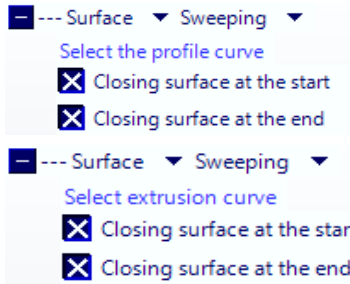 --- Surface ▼ Sweeping ▼
Select the profile curve
Closing surface at the start
Closing surface at the end
--- Surface ▼ Sweeping ▼
Select extrusion curve
Closing surface at the star
Closing surface at the end